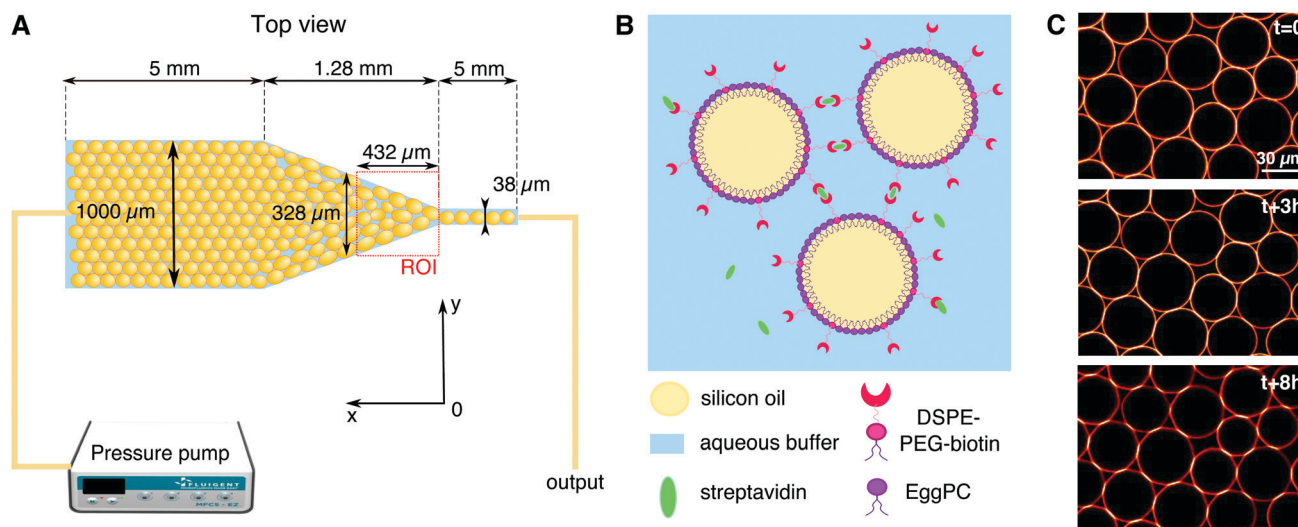 A
Top view
5 mm
1.28 mm
5 mm
432 µm
38 µm
1000 µm
328 µm
ROI
y
x
0
Pressure pump
FLUIGENT
MFCS - EZ
output
B
silicon oil
aqueous buffer
streptavidin
DSPE-
PEG-biotin
EggPC
C
t=0
30 µm
t+3h
t+8h